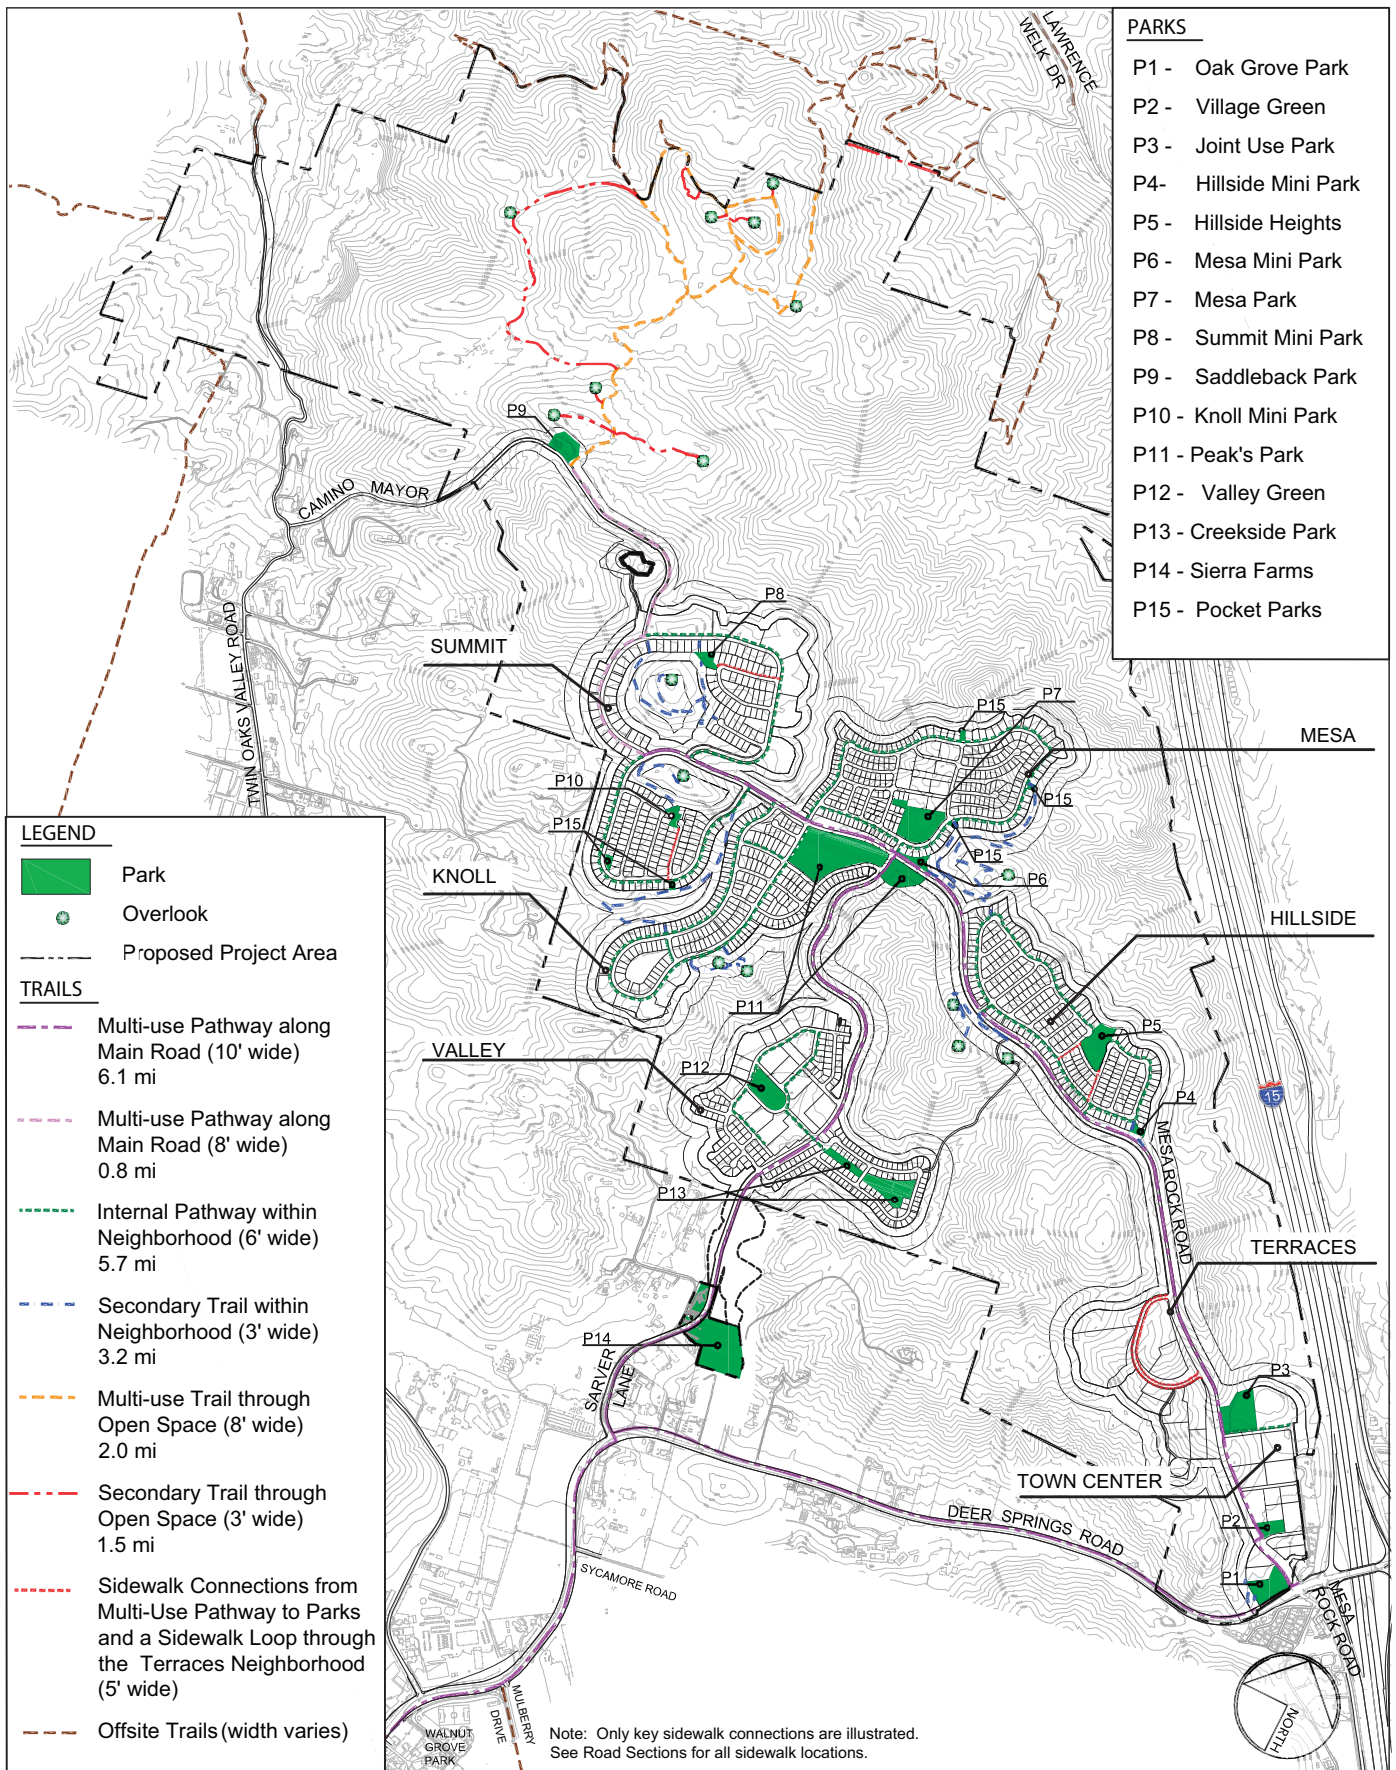 PARKS
P1 - Oak Grove Park
P2 - Village Green
P3 - Joint Use Park
P4- Hillside Mini Park
P5 - Hillside Heights
P6 - Mesa Mini Park
P7 - Mesa Park
P8 - Summit Mini Park
P9 - Saddleback Park
P10 - Knoll Mini Park
P11 - Peak's Park
P12 - Valley Green
P13 - Creekside Park
P14 - Sierra Farms
P15 - Pocket Parks
LAWRENCE
WELK DR
P9
CAMINO MAYOR
TWIN OAKS VALLEY ROAD
P8
SUMMIT
P7
P15
MESA
P10
P15
P15
P15
P6
KNOLL
HILLSIDE
P11
P5
VALLEY
P12
P4
15
MESA ROCK ROAD
P13
TERRACES
P14
SARVER
LANE
P3
TOWN CENTER
DEER SPRINGS ROAD
P2
P1
SYCAMORE ROAD
MESA
ROCK ROAD
MULBERRY
DRIVE
WALNUT
GROVE
PARK
NORTH
LEGEND
Park
Overlook
Proposed Project Area
TRAILS
Multi-use Pathway along
Main Road (10' wide)
6.1 mi
Multi-use Pathway along
Main Road (8' wide)
0.8 mi
Internal Pathway within
Neighborhood (6' wide)
5.7 mi
Secondary Trail within
Neighborhood (3' wide)
3.2 mi
Multi-use Trail through
Open Space (8' wide)
2.0 mi
Secondary Trail through
Open Space (3' wide)
1.5 mi
Sidewalk Connections from
Multi-Use Pathway to Parks
and a Sidewalk Loop through
the Terraces Neighborhood
(5' wide)
Offsite Trails (width varies)
Note: Only key sidewalk connections are illustrated.
See Road Sections for all sidewalk locations.